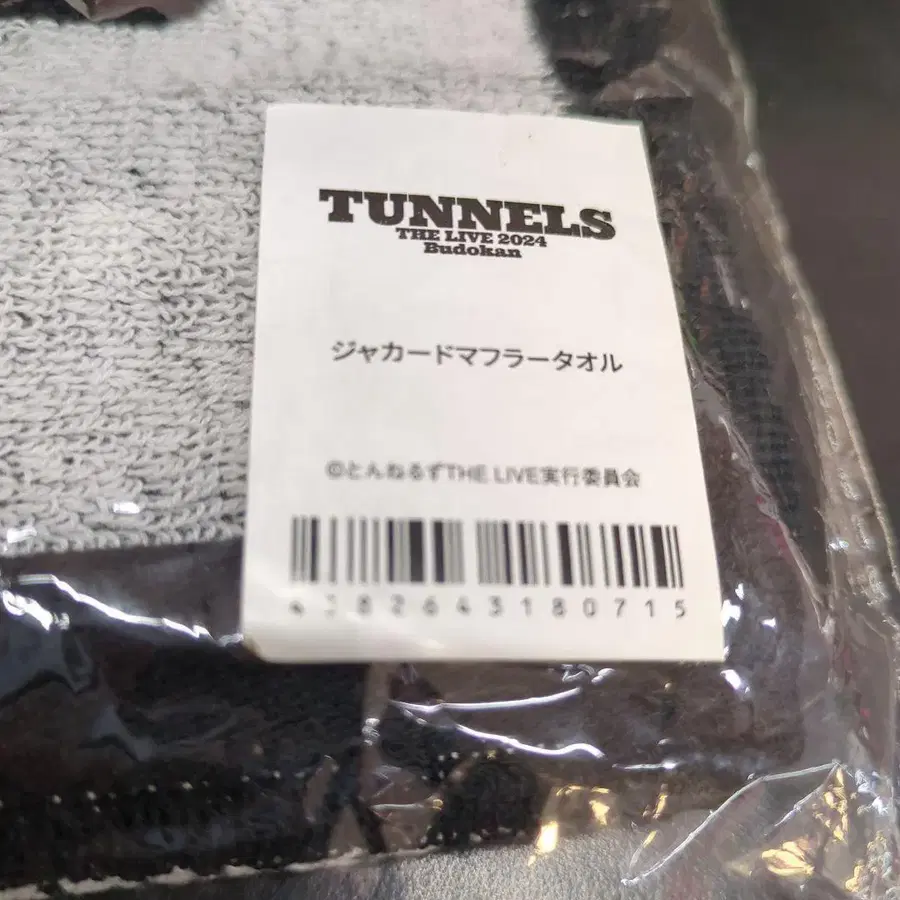 TUNNELS
THE LIVE 2024
Budokan
ジャカードマフラータオル
©とんねるずTHE LIVE実行委員会